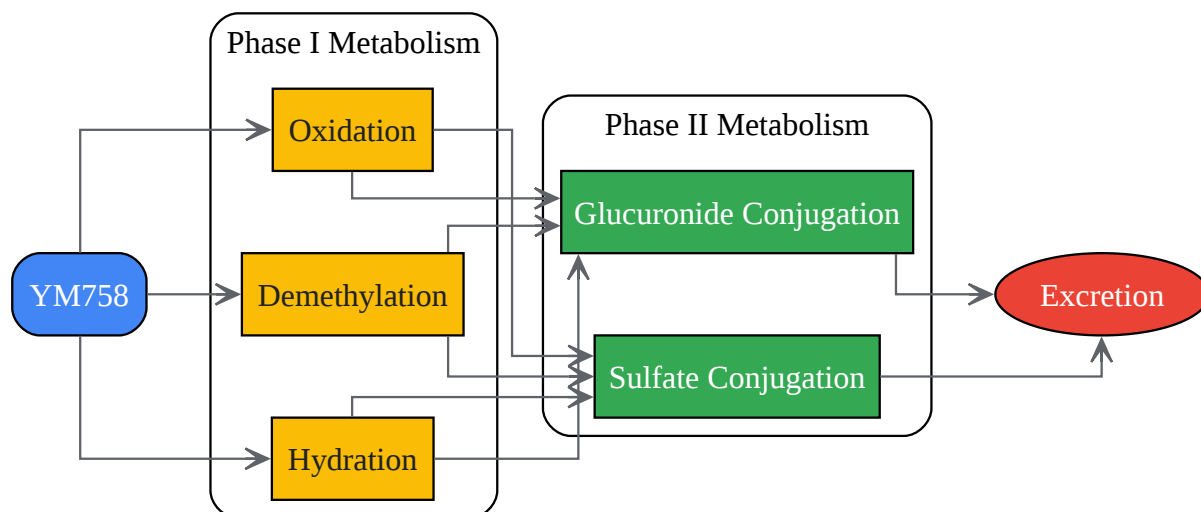 Phase I Metabolism
Oxidation
Phase II Metabolism
Glucuronide Conjugation
YM758
Demethylation
Excretion
Sulfate Conjugation
Hydration